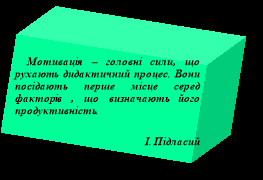 Мотивація – головні сили, що
рухають дидактичний процес. Вони
посідають перше місце серед
факторів , що визначають його
продуктивність.
І. Підласий